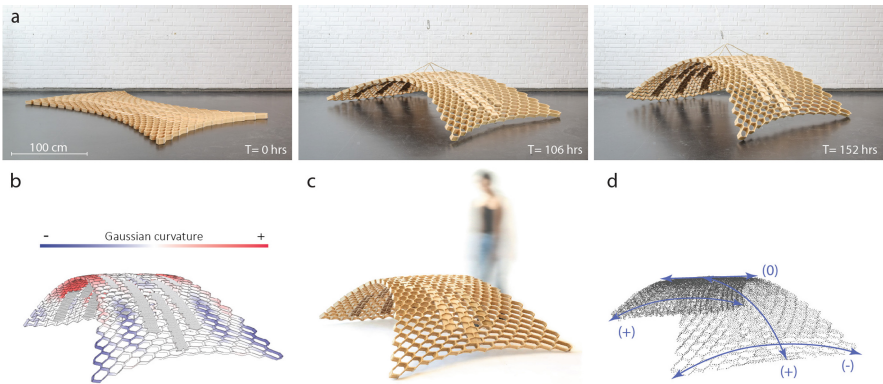 a
100 cm
T= 0 hrs
T= 106 hrs
T= 152 hrs
b
c
d
- Gaussian curvature +
(0)
(+)
(+)
(-)